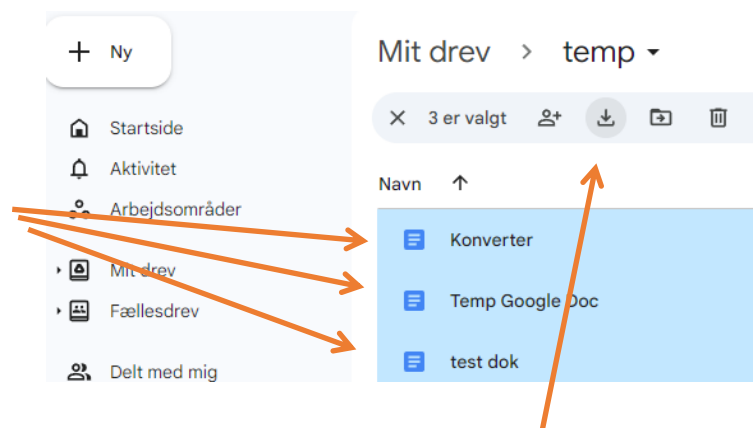 Ny
Startside
Aktivitet
Arbejdsområder
Mit drev
Fællesdrev
Delt med mig
Mit drev > temp
3 er valgt
Navn
Konverter
Temp Google Doc
test dok